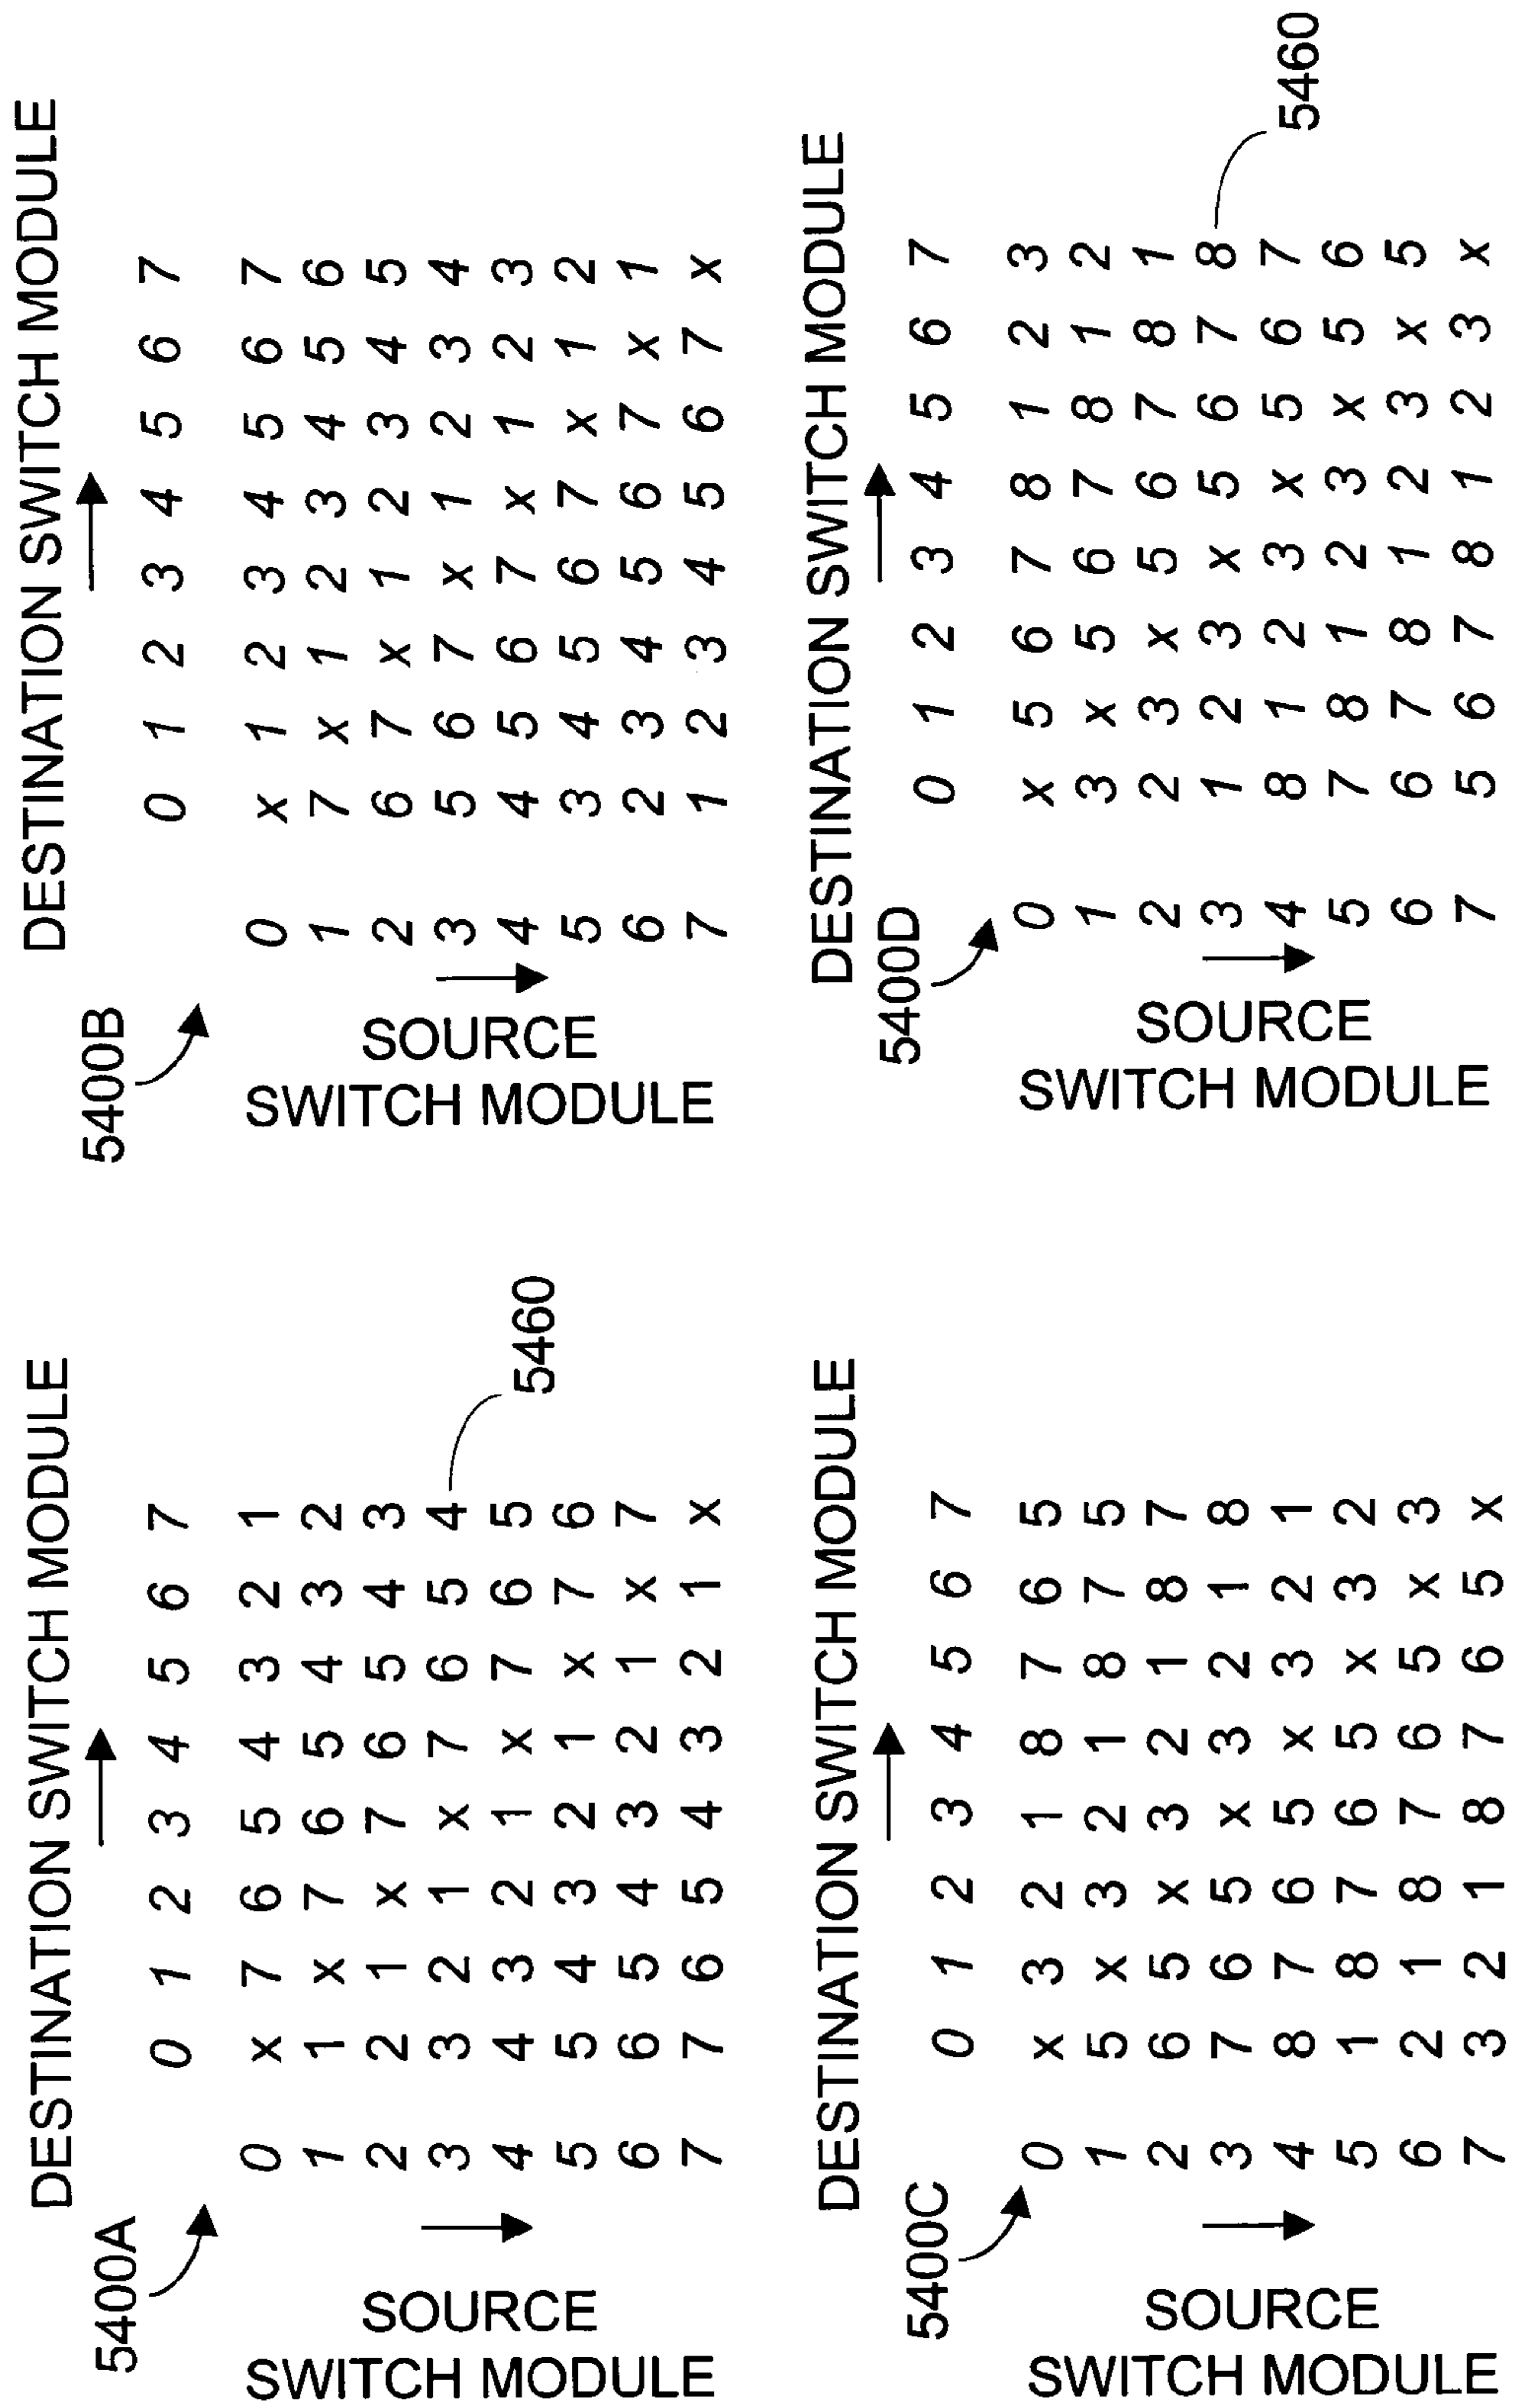 5400A
DESTINATION SWITCH MODULE
0 1 2 3 4 5 6 7
SOURCE
SWITCH MODULE
0 x 7 6 5 4 3 2 1
1 1 x 7 6 5 4 3 2
2 2 1 x 7 6 5 4 3
3 3 2 1 x 7 6 5 4
4 4 3 2 1 x 7 6 5
5 5 4 3 2 1 x 7 6
6 6 5 4 3 2 1 x 7
7 7 6 5 4 3 2 1 x
5460
5400B
DESTINATION SWITCH MODULE
0 1 2 3 4 5 6 7
SOURCE
SWITCH MODULE
0 x 1 2 3 4 5 6 7
1 7 x 1 2 3 4 5 6
2 6 7 x 1 2 3 4 5
3 5 6 7 x 1 2 3 4
4 4 5 6 7 x 1 2 3
5 3 4 5 6 7 x 1 2
6 2 3 4 5 6 7 x 1
7 1 2 3 4 5 6 7 x
5400C
DESTINATION SWITCH MODULE
0 1 2 3 4 5 6 7
SOURCE
SWITCH MODULE
0 x 3 2 1 8 7 6 5
1 5 x 3 2 1 8 7 5
2 6 5 x 3 2 1 8 7
3 7 6 5 x 3 2 1 8
4 8 7 6 5 x 3 2 1
5 1 8 7 6 5 x 3 2
6 2 1 8 7 6 5 x 3
7 3 2 1 8 7 6 5 x
5400D
DESTINATION SWITCH MODULE
0 1 2 3 4 5 6 7
SOURCE
SWITCH MODULE
0 x 5 6 7 8 1 2 3
1 3 x 5 6 7 8 1 2
2 2 3 x 5 6 7 8 1
3 1 2 3 x 5 6 7 8
4 8 1 2 3 x 5 6 7
5 7 8 1 2 3 x 5 6
6 6 7 8 1 2 3 x 5
7 5 6 7 8 1 2 3 x
5460